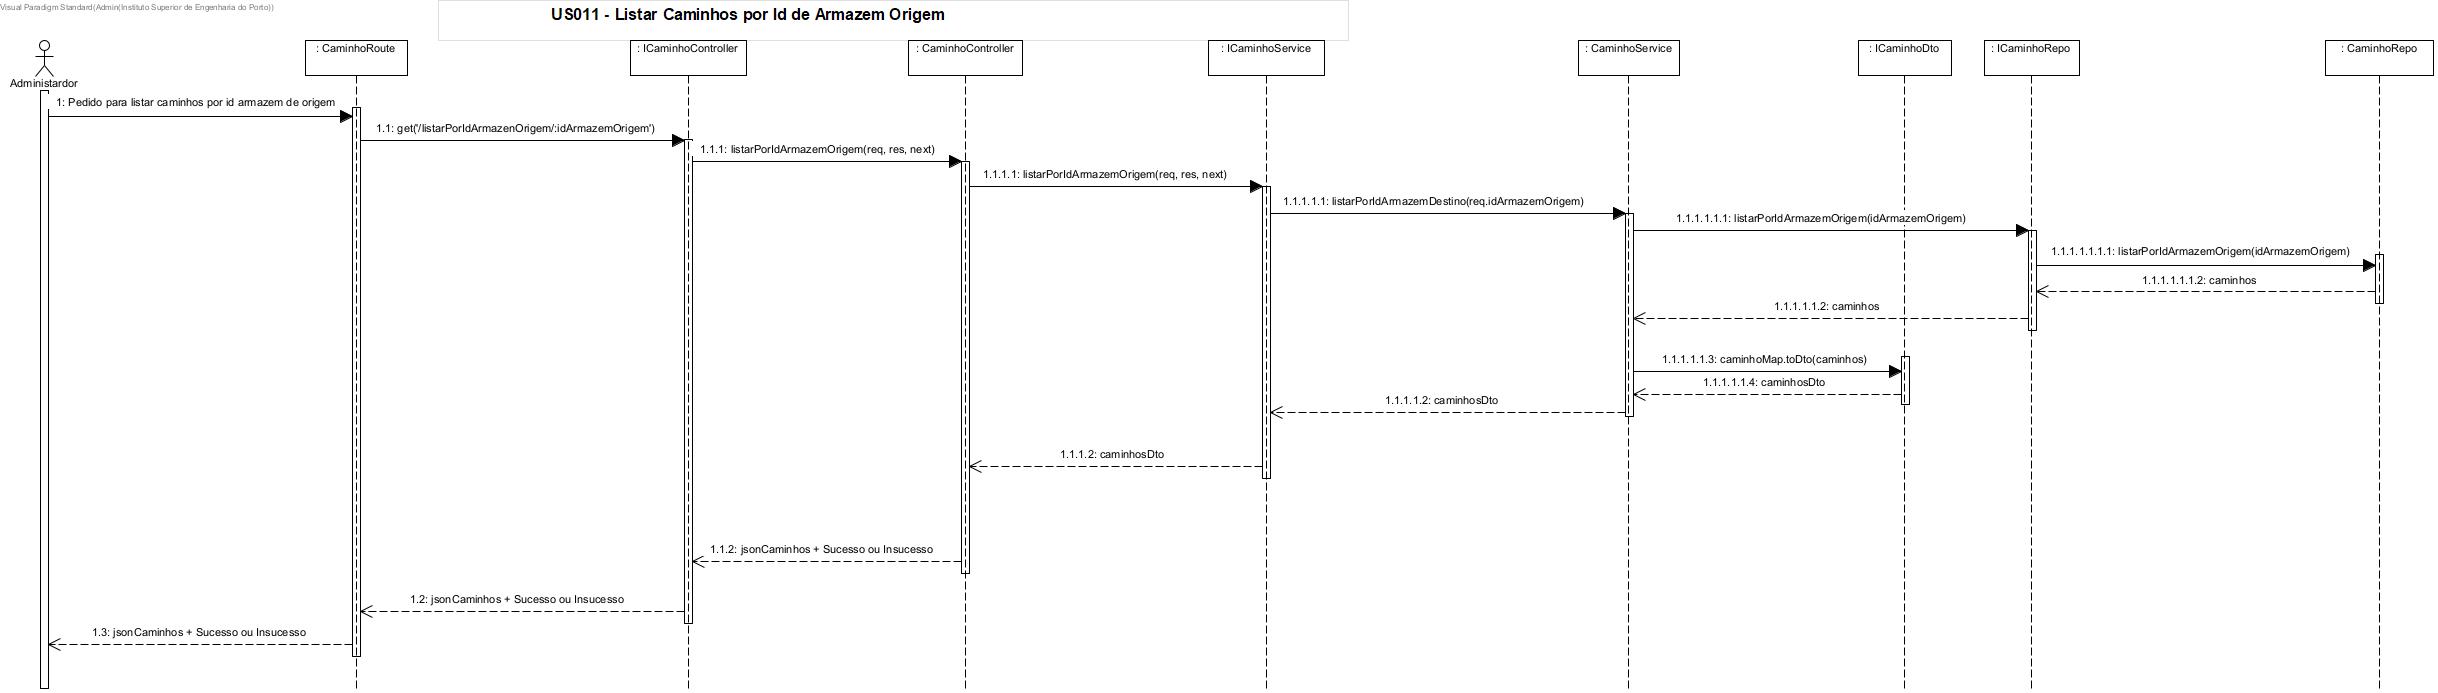 Visual Paradigm Standard(Admin(Instituto Superior de Engenharia do Porto))
US011 - Listar Caminhos por Id de Armazem Origem
Administardor
: CaminhoRoute
: ICaminhoController
: CaminhoController
: ICaminhoService
: CaminhoService
: ICaminhoDto
: ICaminhoRepo
: CaminhoRepo
1: Pedido para listar caminhos por id armazem de origem
1.1: get('/listarPorIdArmazenOrigem/:idArmazemOrigem')
1.1.1: listarPorIdArmazemOrigem(req, res, next)
1.1.1.1: listarPorIdArmazemOrigem(req, res, next)
1.1.1.1.1: listarPorIdArmazemDestino(req.idArmazemOrigem)
1.1.1.1.1.1: listarPorIdArmazemOrigem(idArmazemOrigem)
1.1.1.1.1.1.1: listarPorIdArmazemOrigem(idArmazemOrigem)
1.1.1.1.1.1.2: caminhos
1.1.1.1.1.2: caminhos
1.1.1.1.1.3: caminhoMap.toDto(caminhos)
1.1.1.1.1.4: caminhosDto
1.1.1.1.2: caminhosDto
1.1.1.2: caminhosDto
1.1.2: jsonCaminhos + Sucesso ou Insucesso
1.2: jsonCaminhos + Sucesso ou Insucesso
1.3: jsonCaminhos + Sucesso ou Insucesso